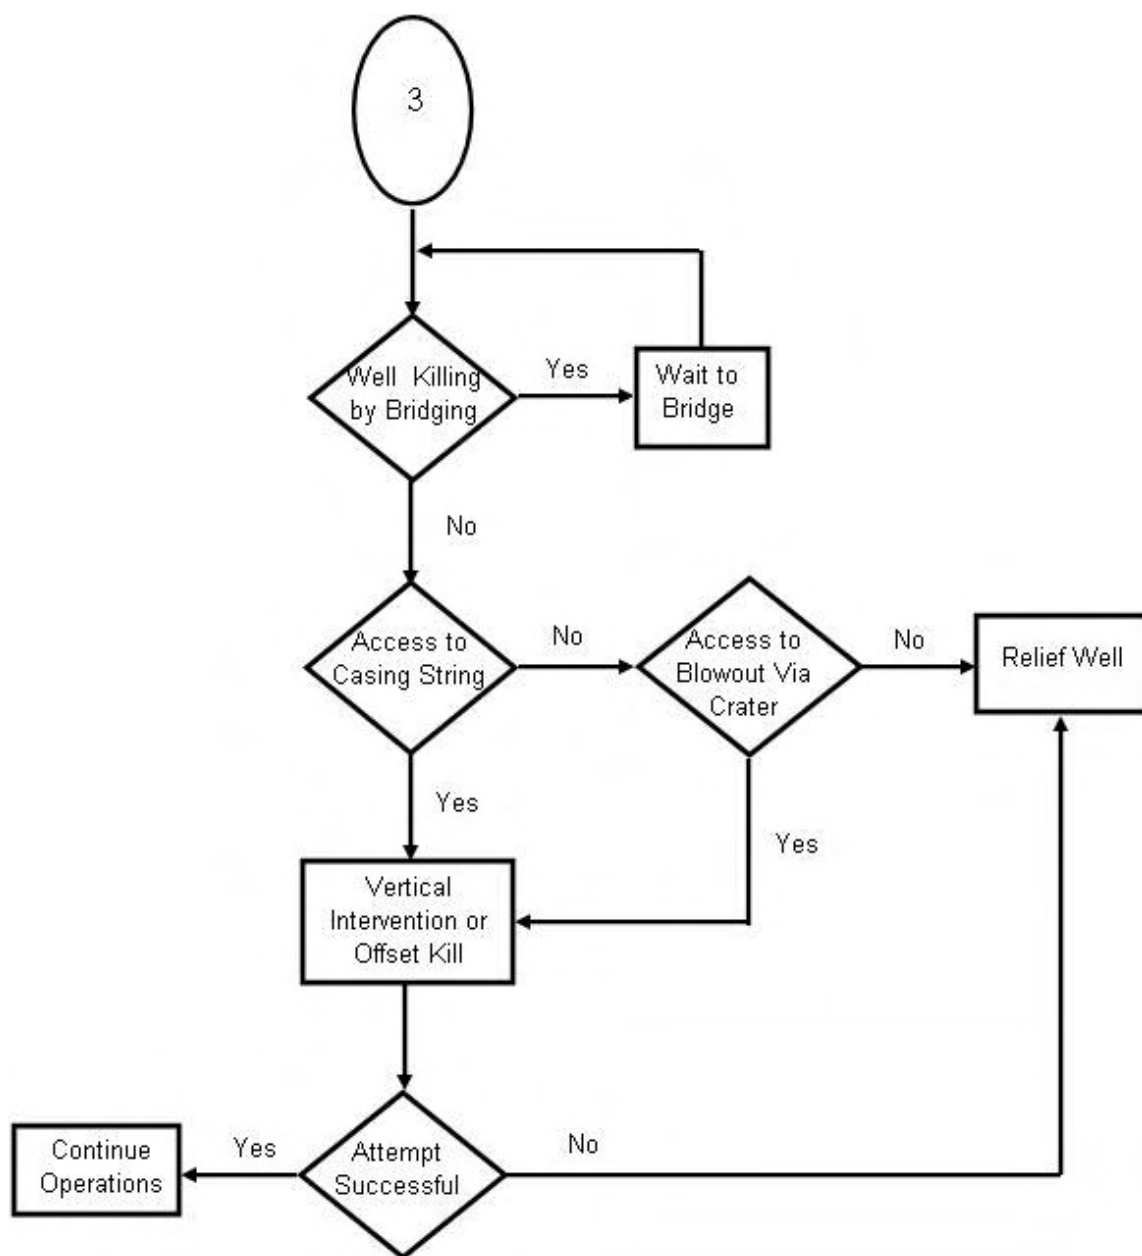 3
Well Killing
by Bridging
Yes
Wait to
Bridge
No
Access to
Casing String
No
Access to
Blowout Via
Crater
No
Relief Well
Yes
Yes
Vertical
Intervention or
Offset Kill
Continue
Operations
Yes
Attempt
Successful
No